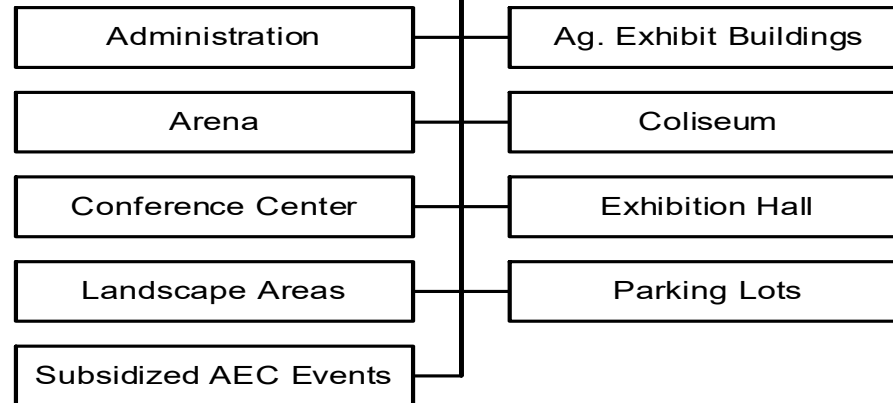 Administration
Ag. Exhibit Buildings
Arena
Coliseum
Conference Center
Exhibition Hall
Landscape Areas
Parking Lots
Subsidized AEC Events